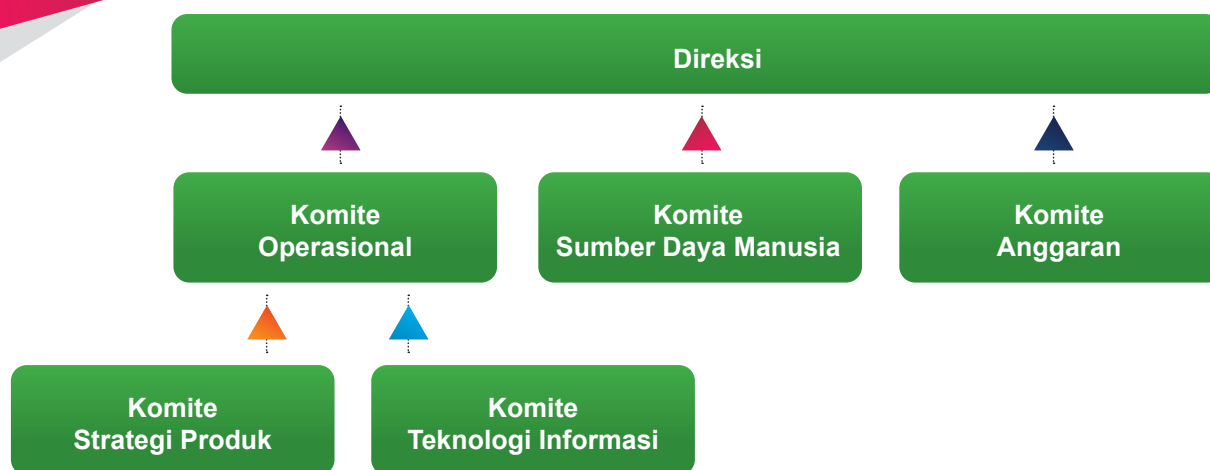 Direksi
Komite
Operasional
Komite
Sumber Daya Manusia
Komite
Anggaran
Komite
Strategi Produk
Komite
Teknologi Informasi